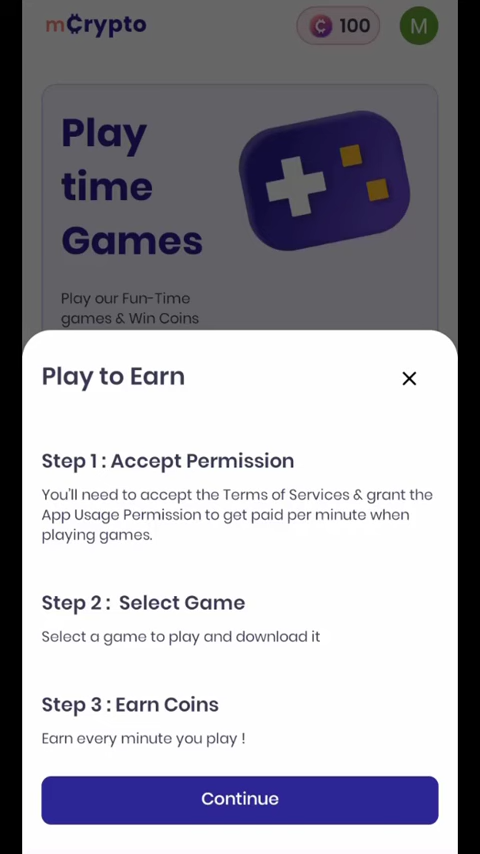 mCrypto
100
M
Play
time
Games
Play our Fun-Time
games & Win Coins
Play to Earn
Step 1 : Accept Permission
You'll need to accept the Terms of Services & grant the
App Usage Permission to get paid per minute when
playing games.
Step 2 : Select Game
Select a game to play and download it
Step 3 : Earn Coins
Earn every minute you play !
Continue